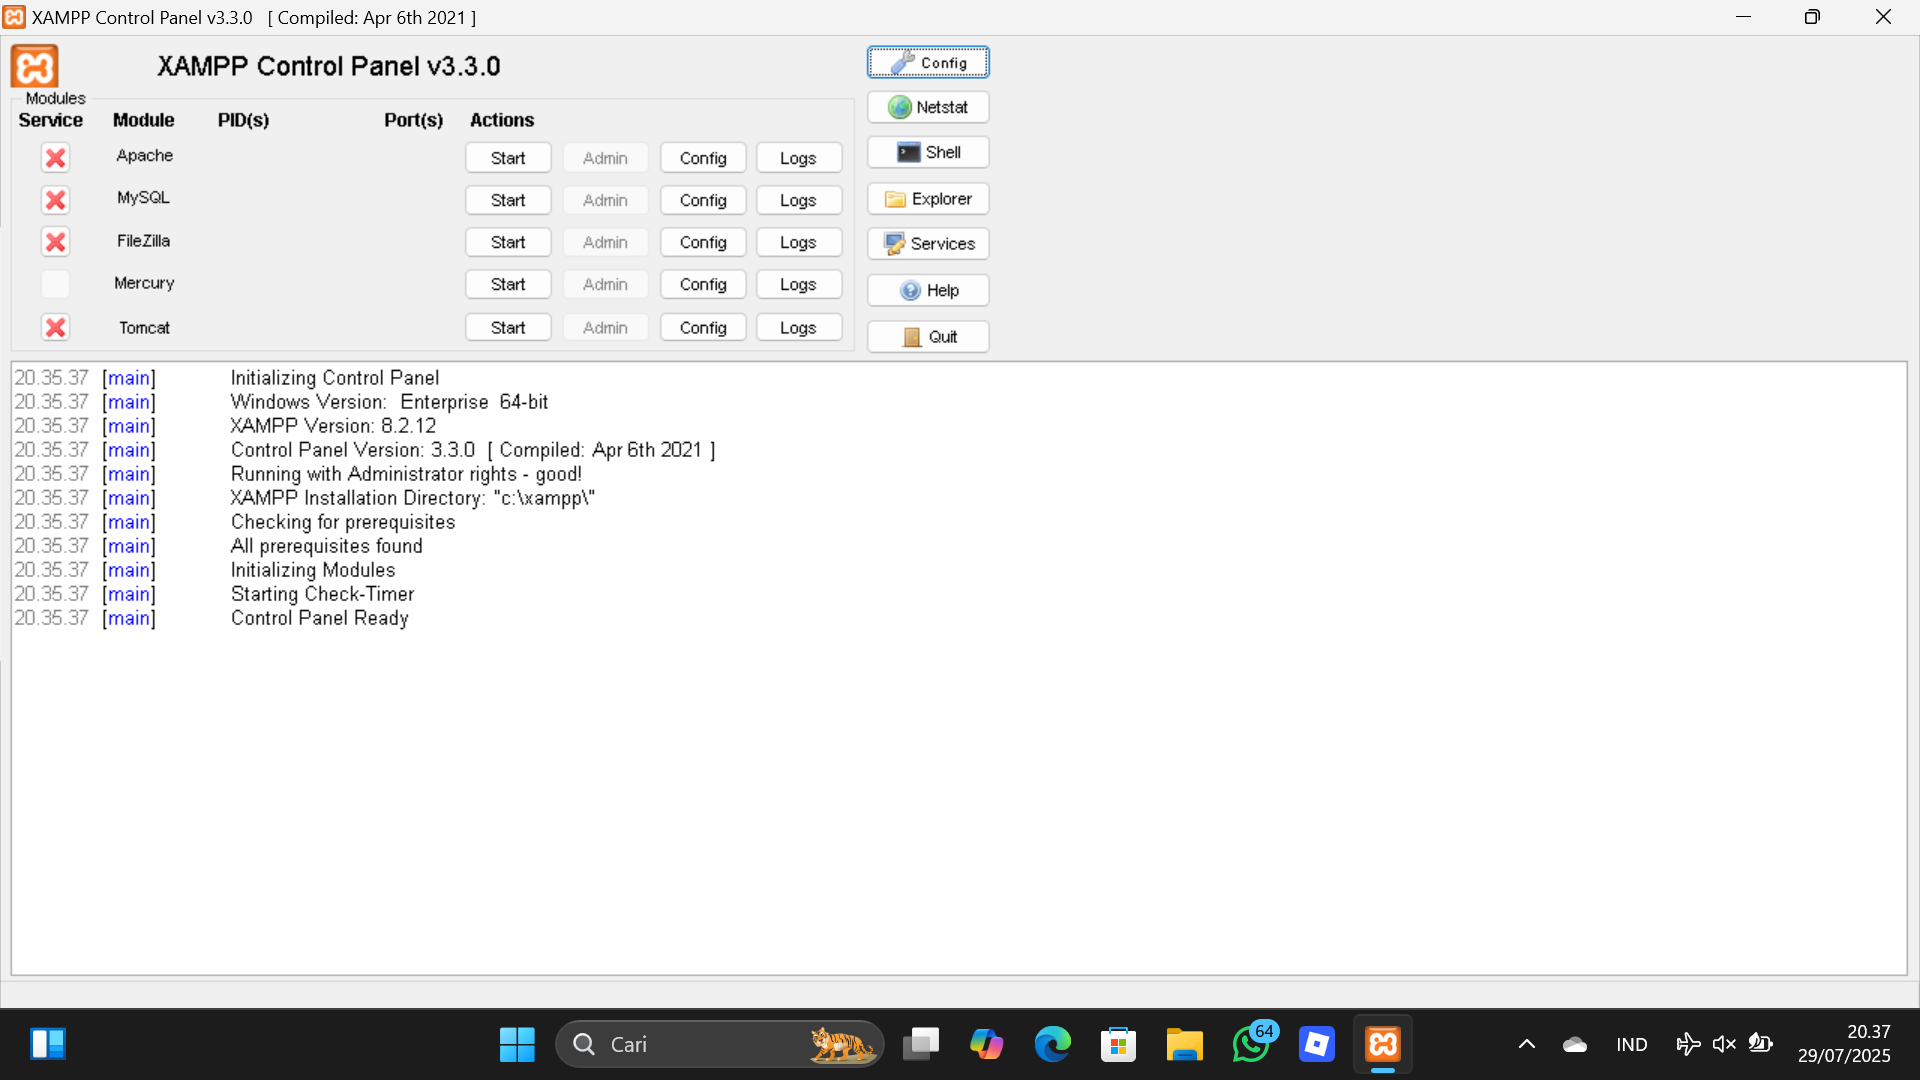 XAMPP Control Panel v3.3.0 [ Compiled: Apr 6th 2021 ]
XAMPP Control Panel v3.3.0
Modules
Service Module PID(s) Port(s) Actions
Apache Start Admin Config Logs
MySQL Start Admin Config Logs
FileZilla Start Admin Config Logs
Mercury Start Admin Config Logs
Tomcat Start Admin Config Logs
Config
Netstat
Shell
Explorer
Services
Help
Quit
20.35.37 [main] Initializing Control Panel
20.35.37 [main] Windows Version: Enterprise 64-bit
20.35.37 [main] XAMPP Version: 8.2.12
20.35.37 [main] Control Panel Version: 3.3.0 [ Compiled: Apr 6th 2021 ]
20.35.37 [main] Running with Administrator rights - good!
20.35.37 [main] XAMPP Installation Directory: "c:\xampp\"
20.35.37 [main] Checking for prerequisites
20.35.37 [main] All prerequisites found
20.35.37 [main] Initializing Modules
20.35.37 [main] Starting Check-Timer
20.35.37 [main] Control Panel Ready
Cari
64
IND
20.37
29/07/2025